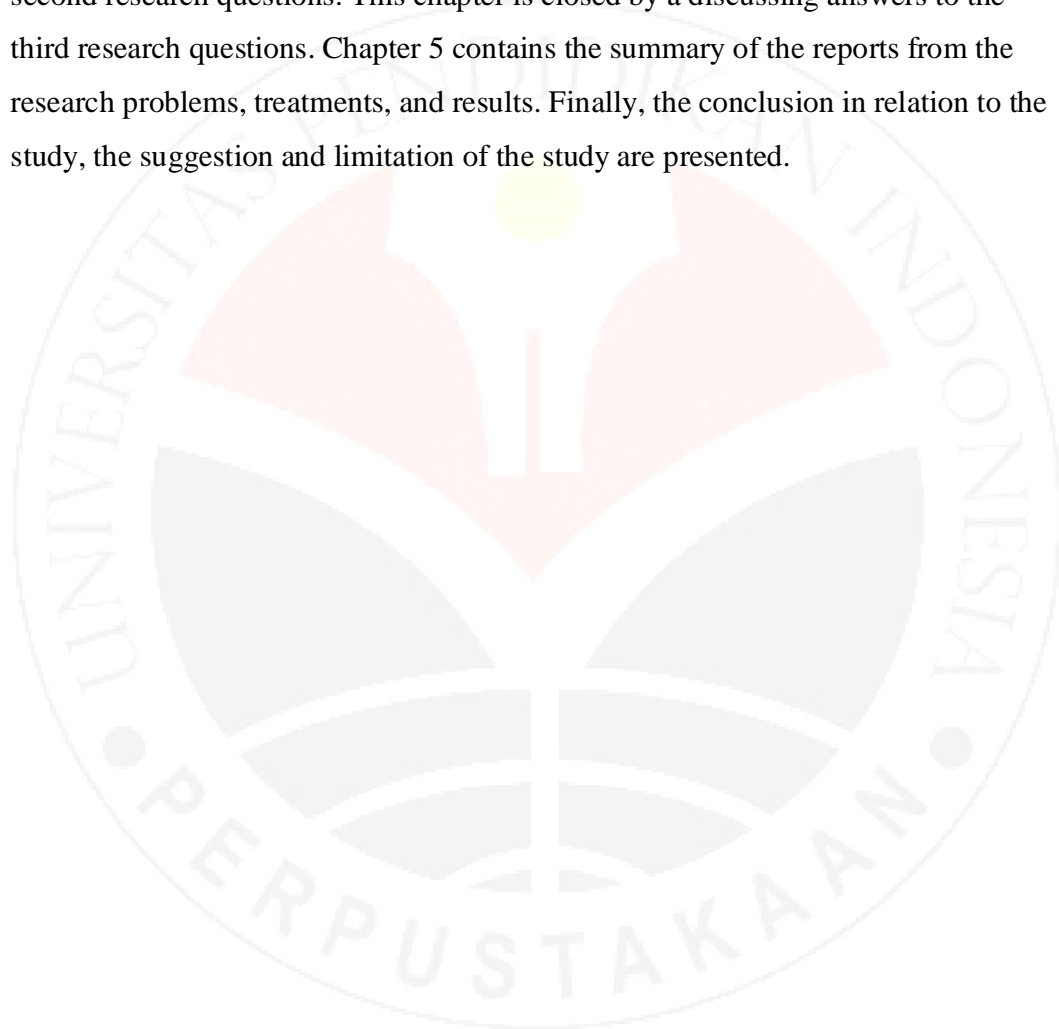 second research questions. This chapter is closed by a discussing answers to the
third research questions. Chapter 5 contains the summary of the reports from the
research problems, treatments, and results. Finally, the conclusion in relation to the
study, the suggestion and limitation of the study are presented.
UNIVERSITAS PENDIDIKAN INDONESIA
PERPUSTAKAAN